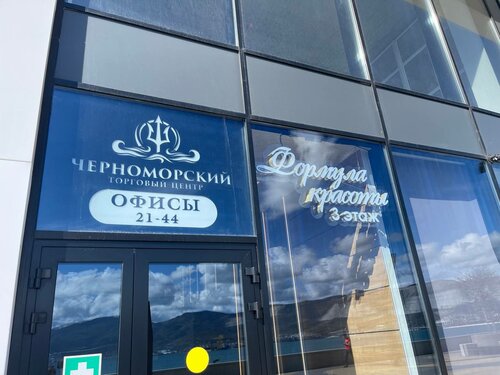 ЧЕРНОМОРСКИЙ
ТОРГОВЫЙ ЦЕНТР
ОФИСЫ
21-44
Формула
красоты
3 этаж